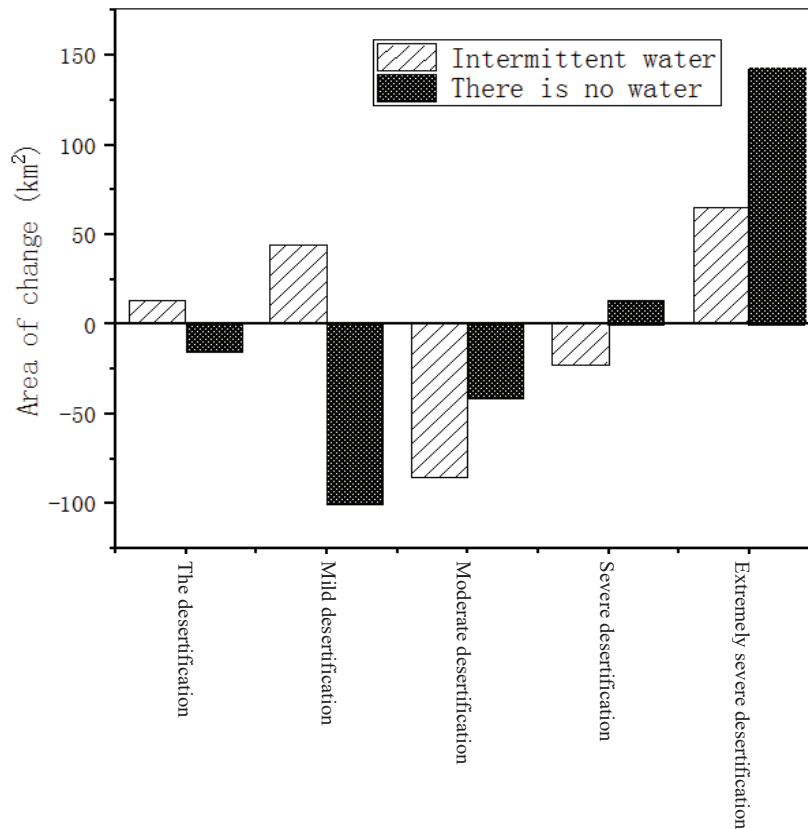 Intermittent water
There is no water
Area of change (km²)
150
100
50
0
-50
-100
The desertification
Mild desertification
Moderate desertification
Severe desertification
Extremely severe desertification